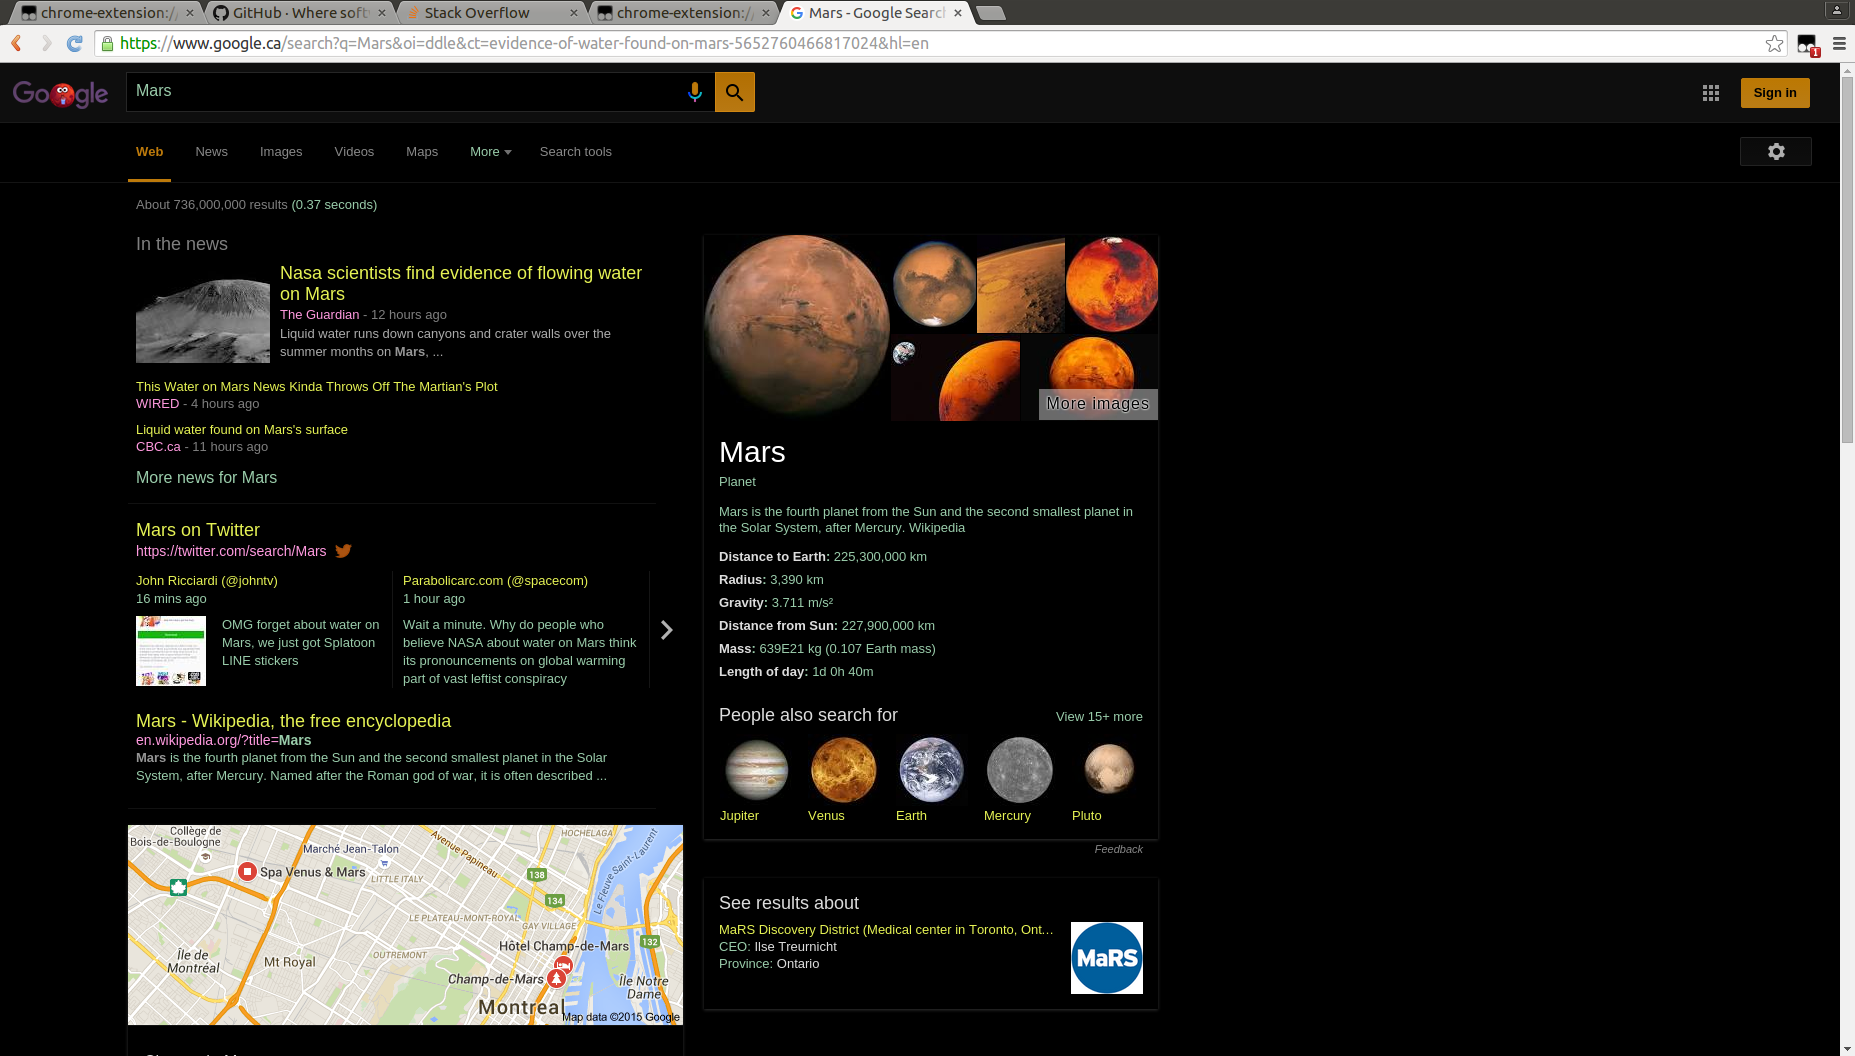 chrome-extension://
GitHub · Where soft
Stack Overflow
chrome-extension://
Mars - Google Search
https://www.google.ca/search?q=Mars&oi=ddle&ct=evidence-of-water-found-on-mars-5652760466817024&hl=en
Google
Mars
Sign in
Web
News
Images
Videos
Maps
More
Search tools
About 736,000,000 results (0.37 seconds)
In the news
Nasa scientists find evidence of flowing water
on Mars
The Guardian - 12 hours ago
Liquid water runs down canyons and crater walls over the
summer months on Mars, ...
This Water on Mars News Kinda Throws Off The Martian's Plot
WIRED - 4 hours ago
Liquid water found on Mars's surface
CBC.ca - 11 hours ago
More news for Mars
Mars on Twitter
https://twitter.com/search/Mars
John Ricciardi (@johntv)
16 mins ago
OMG forget about water on
Mars, we just got Splatoon
LINE stickers
Parabolicarc.com (@spacecom)
1 hour ago
Wait a minute. Why do people who
believe NASA about water on Mars think
its pronouncements on global warming
part of vast leftist conspiracy
Mars - Wikipedia, the free encyclopedia
en.wikipedia.org/?title=Mars
Mars is the fourth planet from the Sun and the second smallest planet in the Solar
System, after Mercury. Named after the Roman god of war, it is often described ...
Collège de
Bois-de-Boulogne
Marché Jean-Talon
Avenue Papineau
HOCHELAGA
Le Fleuve Saint-Laurent
Spa Venus & Mars
LITTLE ITALY
138
134
LE PLATEAU-MONT-ROYAL
GAY VILLAGE
132
Hôtel Champ-de-Mars
Île de
Montréal
Mt Royal
OUTREMONT
Champ-de-Mars
Île Notre
Dame
Montreal
Map data ©2015 Google
More images
Mars
Planet
Mars is the fourth planet from the Sun and the second smallest planet in
the Solar System, after Mercury. Wikipedia
Distance to Earth: 225,300,000 km
Radius: 3,390 km
Gravity: 3.711 m/s²
Distance from Sun: 227,900,000 km
Mass: 639E21 kg (0.107 Earth mass)
Length of day: 1d 0h 40m
People also search for
View 15+ more
Jupiter
Venus
Earth
Mercury
Pluto
Feedback
See results about
MaRS Discovery District (Medical center in Toronto, Ont...
CEO: Ilse Treurnicht
Province: Ontario
MaRS